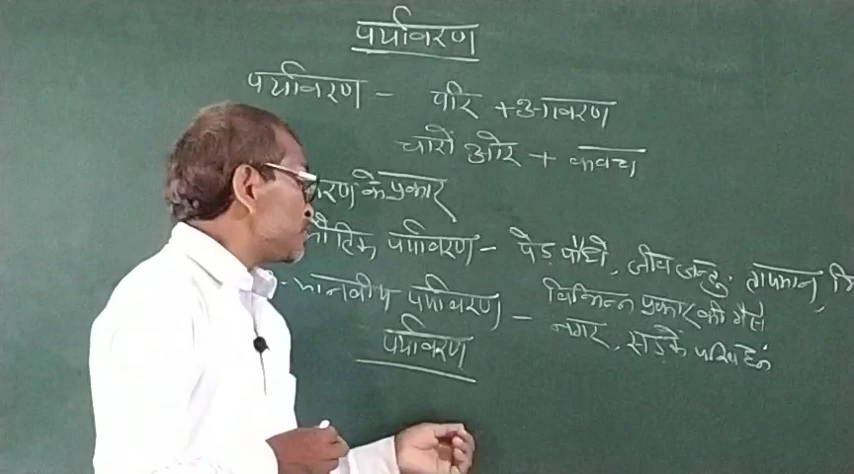 पर्यावरण
पर्यावरण - परि + आवरण
चारों ओर + कवच
वरण के प्रकार
भौतिक पर्यावरण - पेड़ पौधे, जीव जन्तु, तापमान,
विभिन्न प्रकार की गैसें
मानवीय पर्यावरण - नगर, सड़कें परिवहन
पर्यावरण